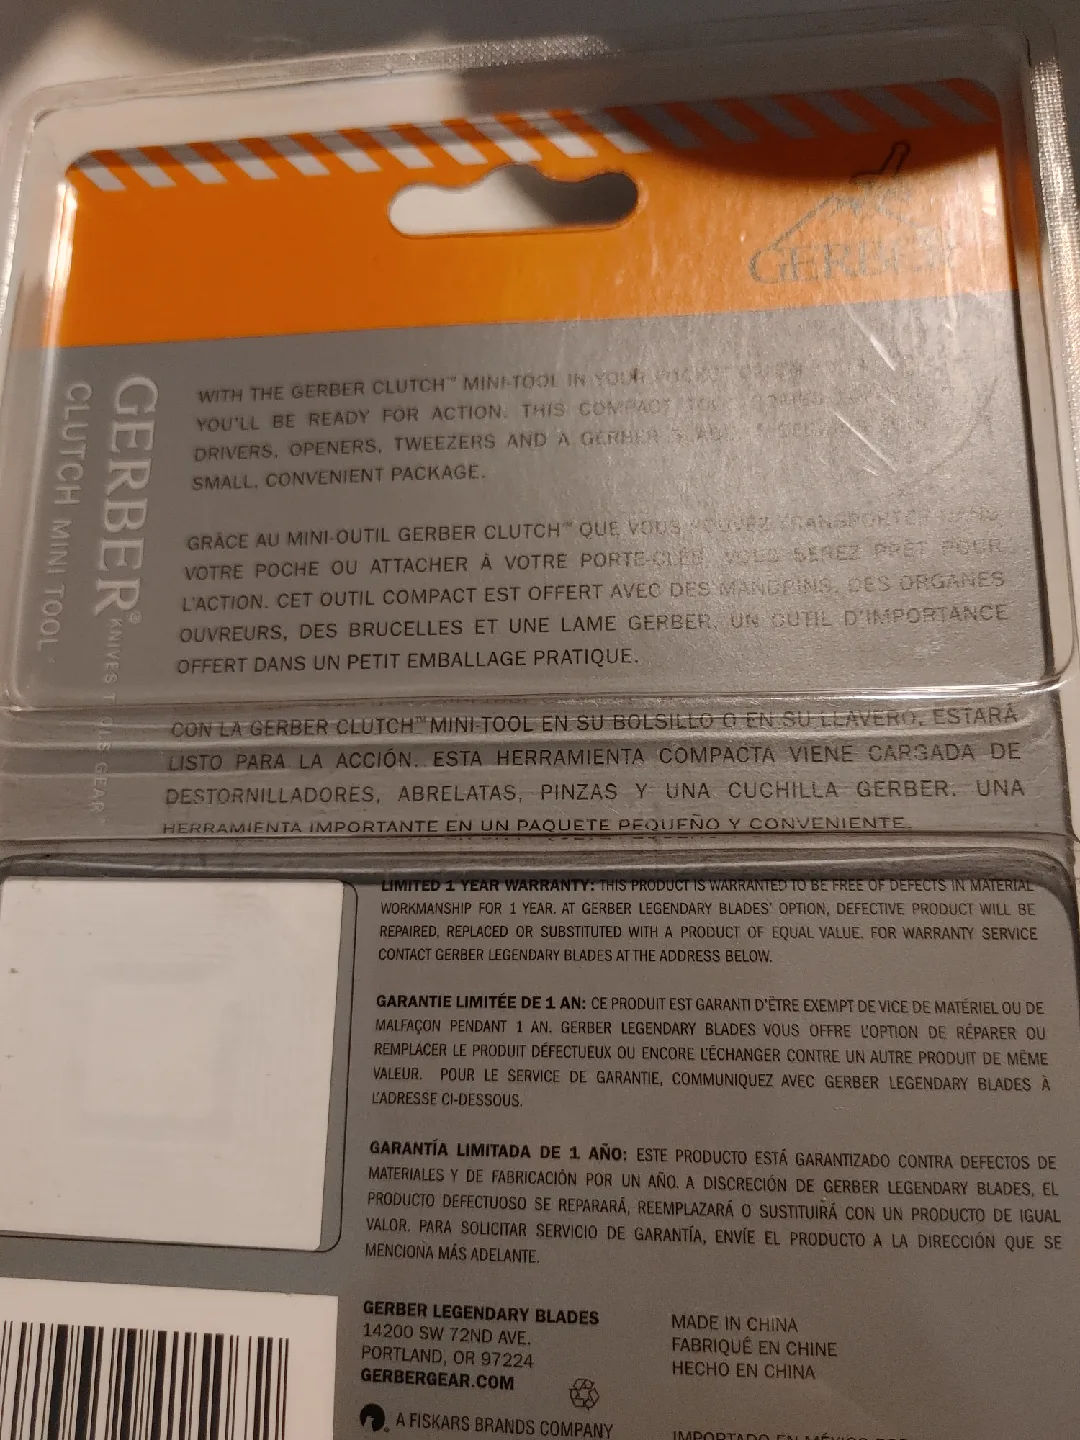 GERBER
WITH THE GERBER CLUTCH™ MINI-TOOL IN YOUR POCKET
YOU'LL BE READY FOR ACTION. THIS COMPACT TOOL
DRIVERS, OPENERS, TWEEZERS AND A GERBER BLADE.
SMALL, CONVENIENT PACKAGE.
GRÂCE AU MINI-OUTIL GERBER CLUTCH™ QUE VOUS POUVEZ TRANSPORTER DANS
VOTRE POCHE OU ATTACHER À VOTRE PORTE-CLÉS, VOUS SEREZ PRÊT POUR
L'ACTION. CET OUTIL COMPACT EST OFFERT AVEC DES MANDRINS, DES ORGANES
OUVREURS, DES BRUCELLES ET UNE LAME GERBER, UN OUTIL D'IMPORTANCE
OFFERT DANS UN PETIT EMBALLAGE PRATIQUE.
CON LA GERBER CLUTCH™ MINI-TOOL EN SU BOLSILLO O EN SU LLAVERO, ESTARÁ
LISTO PARA LA ACCIÓN. ESTA HERRAMIENTA COMPACTA VIENE CARGADA DE
DESTORNILLADORES, ABRELATAS, PINZAS Y UNA CUCHILLA GERBER. UNA
HERRAMIENTA IMPORTANTE EN UN PAQUETE PEQUEÑO Y CONVENIENTE.
GERBER® KNIVES TOOLS GEAR™
CLUTCH MINI TOOL
LIMITED 1 YEAR WARRANTY: THIS PRODUCT IS WARRANTED TO BE FREE OF DEFECTS IN MATERIAL
WORKMANSHIP FOR 1 YEAR. AT GERBER LEGENDARY BLADES' OPTION, DEFECTIVE PRODUCT WILL BE
REPAIRED, REPLACED OR SUBSTITUTED WITH A PRODUCT OF EQUAL VALUE. FOR WARRANTY SERVICE
CONTACT GERBER LEGENDARY BLADES AT THE ADDRESS BELOW.
GARANTIE LIMITÉE DE 1 AN: CE PRODUIT EST GARANTI D'ÊTRE EXEMPT DE VICE DE MATÉRIEL OU DE
MALFAÇON PENDANT 1 AN. GERBER LEGENDARY BLADES VOUS OFFRE L'OPTION DE RÉPARER OU
REMPLACER LE PRODUIT DÉFECTUEUX OU ENCORE L'ÉCHANGER CONTRE UN AUTRE PRODUIT DE MÊME
VALEUR. POUR LE SERVICE DE GARANTIE, COMMUNIQUEZ AVEC GERBER LEGENDARY BLADES À
L'ADRESSE CI-DESSOUS.
GARANTÍA LIMITADA DE 1 AÑO: ESTE PRODUCTO ESTÁ GARANTIZADO CONTRA DEFECTOS DE
MATERIALES Y DE FABRICACIÓN POR UN AÑO. A DISCRECIÓN DE GERBER LEGENDARY BLADES, EL
PRODUCTO DEFECTUOSO SE REPARARÁ, REEMPLAZARÁ O SUSTITUIRÁ CON UN PRODUCTO DE IGUAL
VALOR. PARA SOLICITAR SERVICIO DE GARANTÍA, ENVÍE EL PRODUCTO A LA DIRECCIÓN QUE SE
MENCIONA MÁS ADELANTE.
GERBER LEGENDARY BLADES
14200 SW 72ND AVE.
PORTLAND, OR 97224
GERBERGEAR.COM
A FISKARS BRANDS COMPANY
MADE IN CHINA
FABRIQUÉ EN CHINE
HECHO EN CHINA
IMPORTADO EN MÉXICO POR